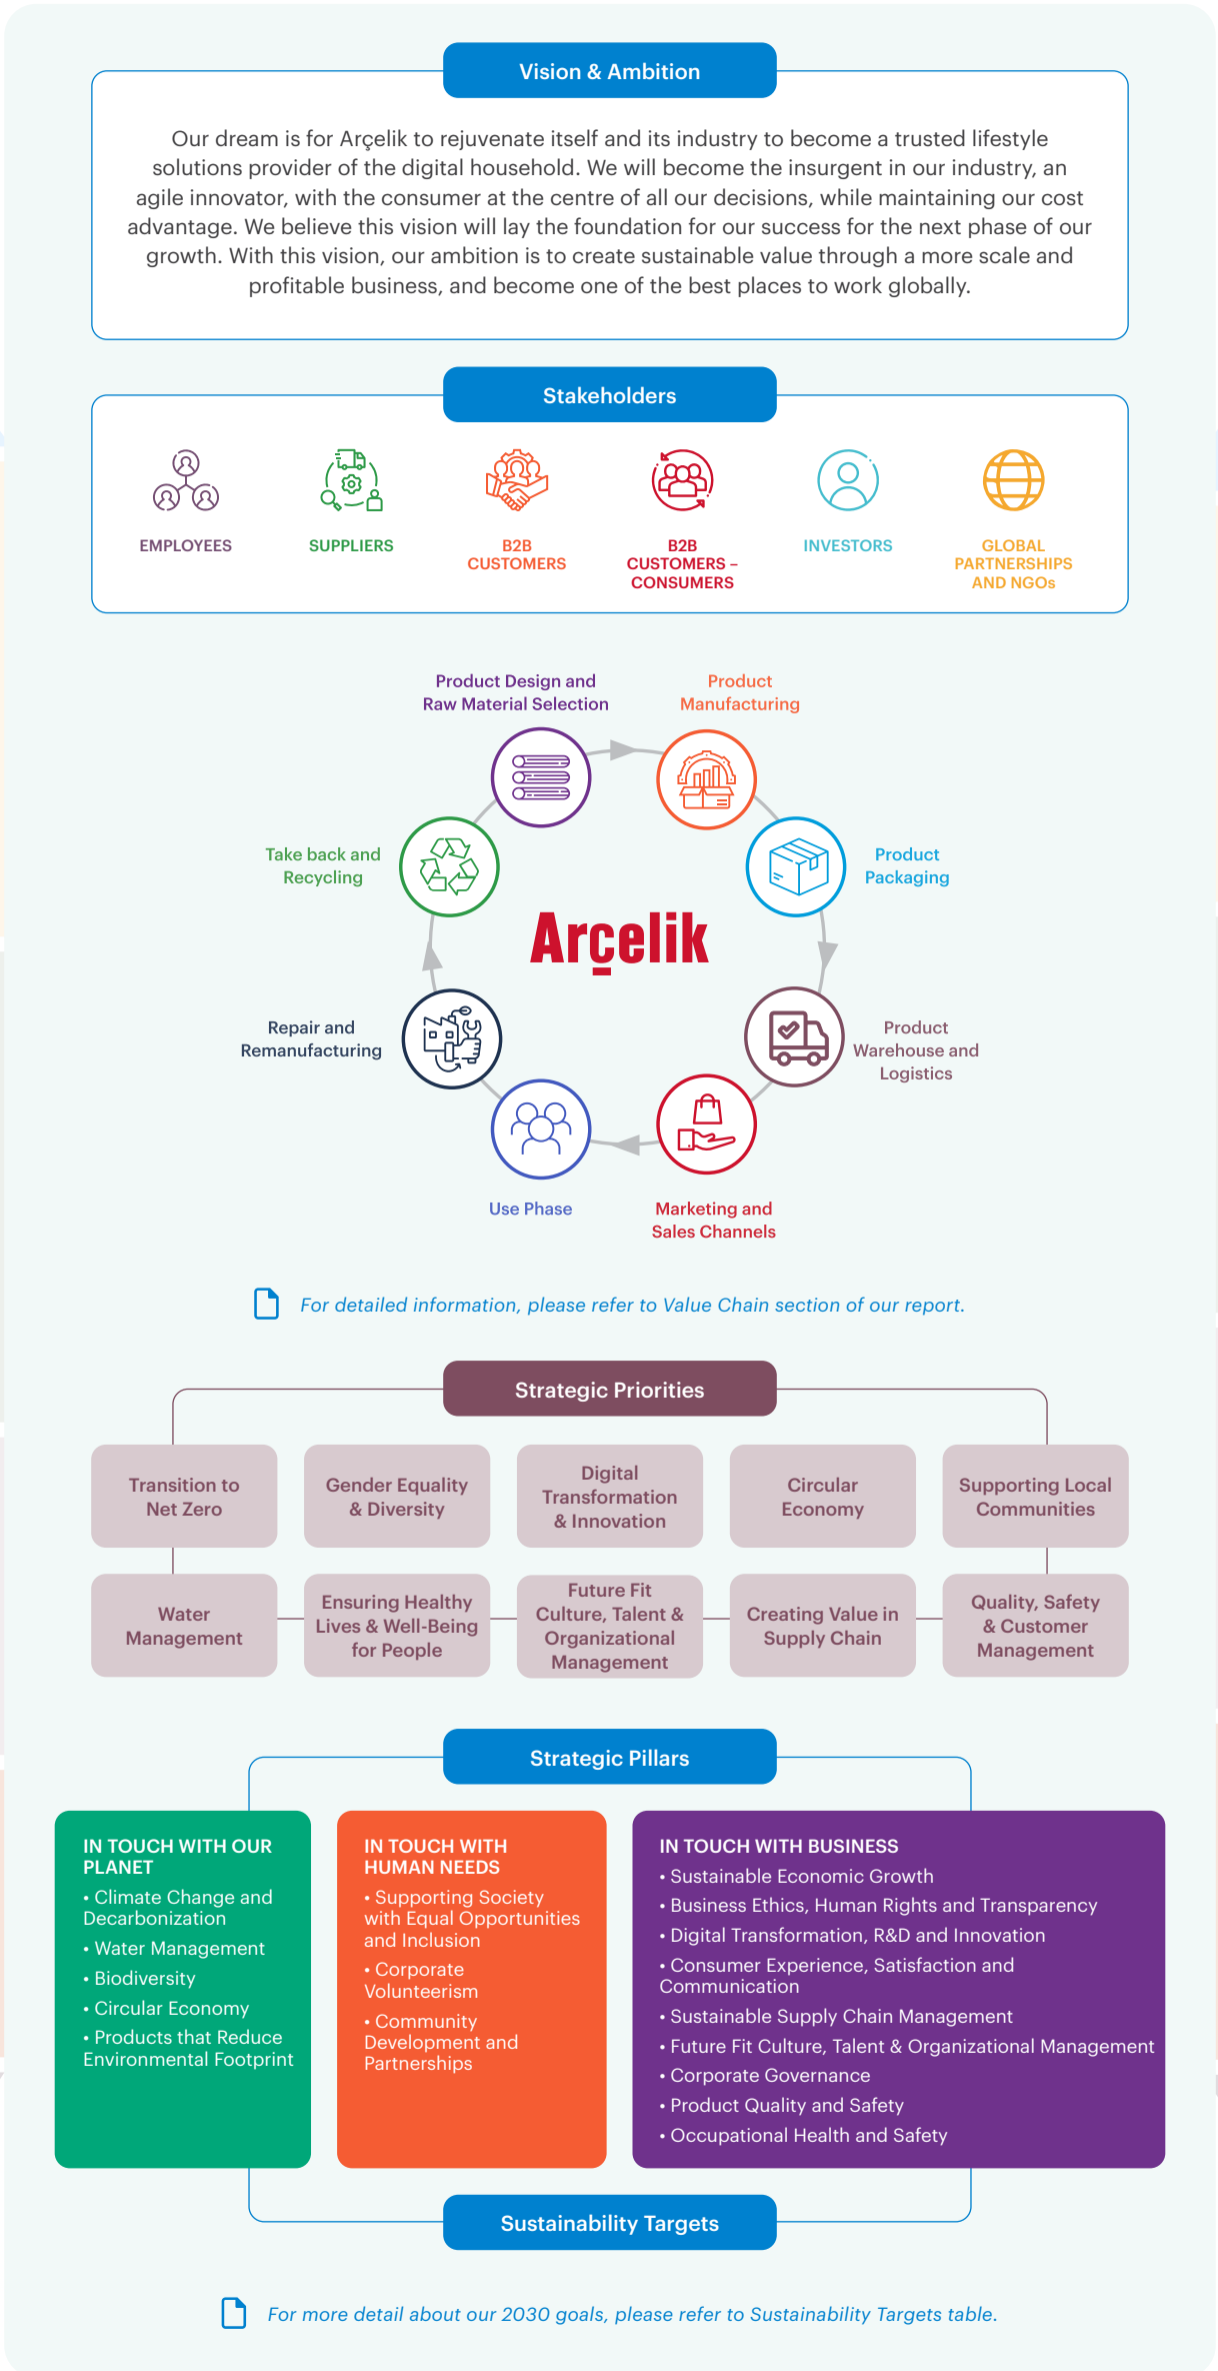 Vision & Ambition
Our dream is for Arçelik to rejuvenate itself and its industry to become a trusted lifestyle
solutions provider of the digital household. We will become the insurgent in our industry, an
agile innovator, with the consumer at the centre of all our decisions, while maintaining our cost
advantage. We believe this vision will lay the foundation for our success for the next phase of our
growth. With this vision, our ambition is to create sustainable value through a more scale and
profitable business, and become one of the best places to work globally.
Stakeholders
EMPLOYEES
SUPPLIERS
B2B
CUSTOMERS
B2B
CUSTOMERS –
CONSUMERS
INVESTORS
GLOBAL
PARTNERSHIPS
AND NGOs
Product Design and
Raw Material Selection
Product
Manufacturing
Take back and
Recycling
Product
Packaging
Arçelik
Repair and
Remanufacturing
Product
Warehouse and
Logistics
Use Phase
Marketing and
Sales Channels
For detailed information, please refer to Value Chain section of our report.
Strategic Priorities
Transition to
Net Zero
Gender Equality
& Diversity
Digital
Transformation
& Innovation
Circular
Economy
Supporting Local
Communities
Water
Management
Ensuring Healthy
Lives & Well-Being
for People
Future Fit
Culture, Talent &
Organizational
Management
Creating Value in
Supply Chain
Quality, Safety
& Customer
Management
Strategic Pillars
IN TOUCH WITH OUR
PLANET
• Climate Change and
Decarbonization
• Water Management
• Biodiversity
• Circular Economy
• Products that Reduce
Environmental Footprint
IN TOUCH WITH
HUMAN NEEDS
• Supporting Society
with Equal Opportunities
and Inclusion
• Corporate
Volunteerism
• Community
Development and
Partnerships
IN TOUCH WITH BUSINESS
• Sustainable Economic Growth
• Business Ethics, Human Rights and Transparency
• Digital Transformation, R&D and Innovation
• Consumer Experience, Satisfaction and
Communication
• Sustainable Supply Chain Management
• Future Fit Culture, Talent & Organizational Management
• Corporate Governance
• Product Quality and Safety
• Occupational Health and Safety
Sustainability Targets
For more detail about our 2030 goals, please refer to Sustainability Targets table.